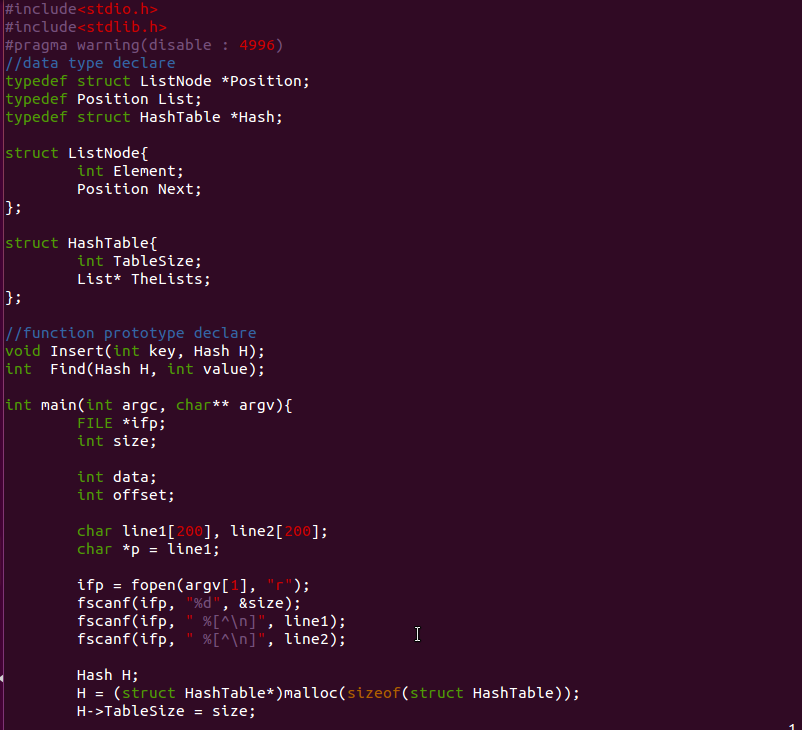 #include<stdio.h>
#include<stdlib.h>
#pragma warning(disable : 4996)
//data type declare
typedef struct ListNode *Position;
typedef Position List;
typedef struct HashTable *Hash;

struct ListNode{
        int Element;
        Position Next;
};

struct HashTable{
        int TableSize;
        List* TheLists;
};

//function prototype declare
void Insert(int key, Hash H);
int  Find(Hash H, int value);

int main(int argc, char** argv){
        FILE *ifp;
        int size;

        int data;
        int offset;

        char line1[200], line2[200];
        char *p = line1;

        ifp = fopen(argv[1], "r");
        fscanf(ifp, "%d", &size);
        fscanf(ifp, " %[^\n]", line1);
        fscanf(ifp, " %[^\n]", line2);

        Hash H;
        H = (struct HashTable*)malloc(sizeof(struct HashTable));
        H->TableSize = size;